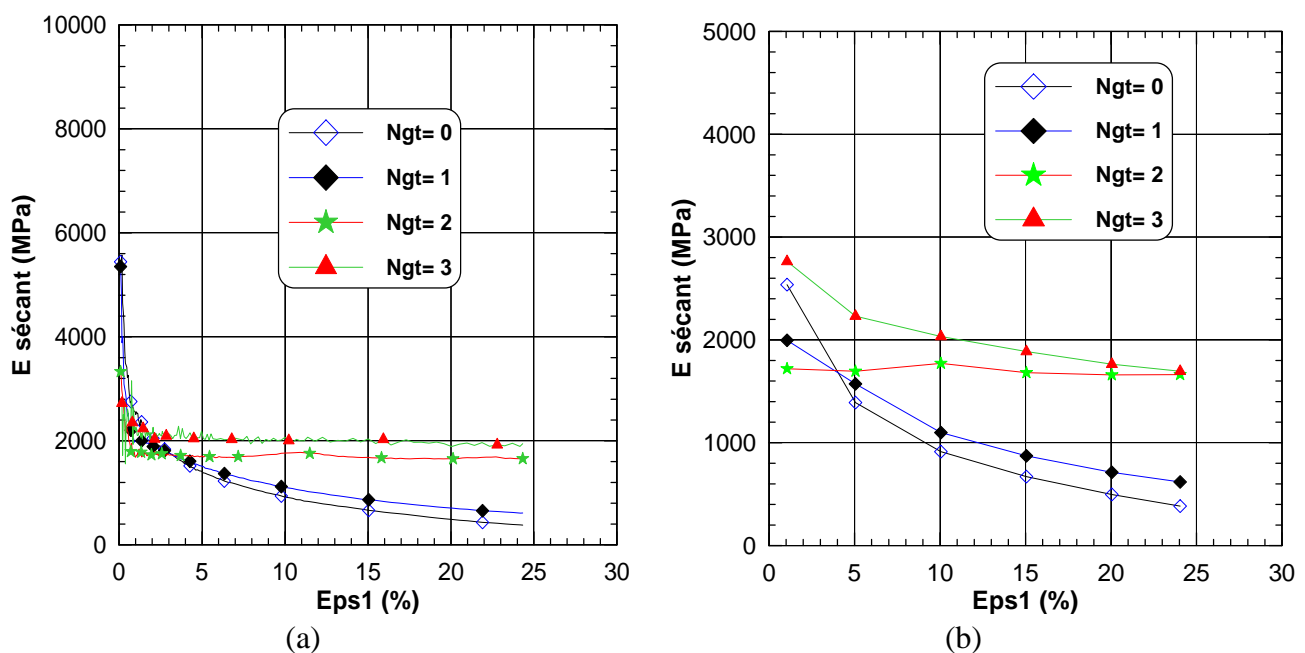 10000
8000
6000
4000
2000
0
E sécant (MPa)
Ngt= 0
Ngt= 1
Ngt= 2
Ngt= 3
0 5 10 15 20 25 30
Eps1 (%)
(a)
5000
4000
3000
2000
1000
0
E sécant (MPa)
Ngt= 0
Ngt= 1
Ngt= 2
Ngt= 3
0 5 10 15 20 25 30
Eps1 (%)
(b)